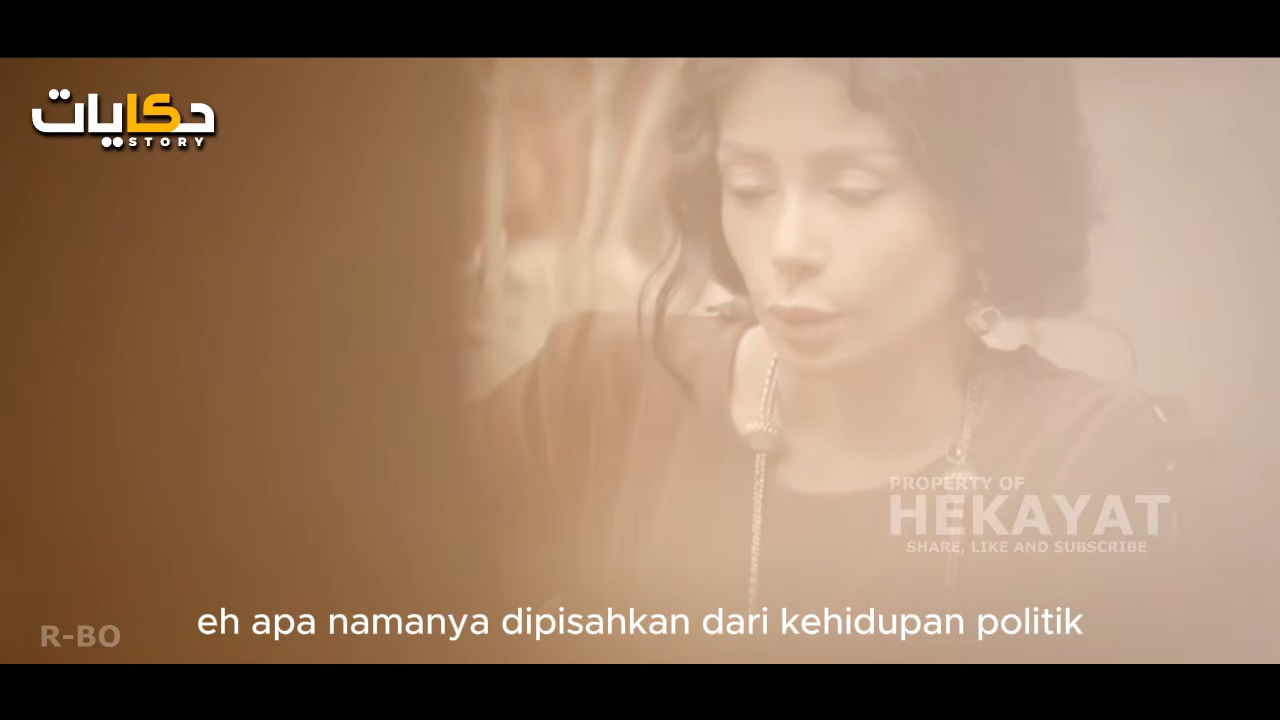 حكايات
STORY
PROPERTY OF
HEKAYAT
SHARE, LIKE AND SUBSCRIBE
eh apa namanya dipisahkan dari kehidupan politik
R-BO